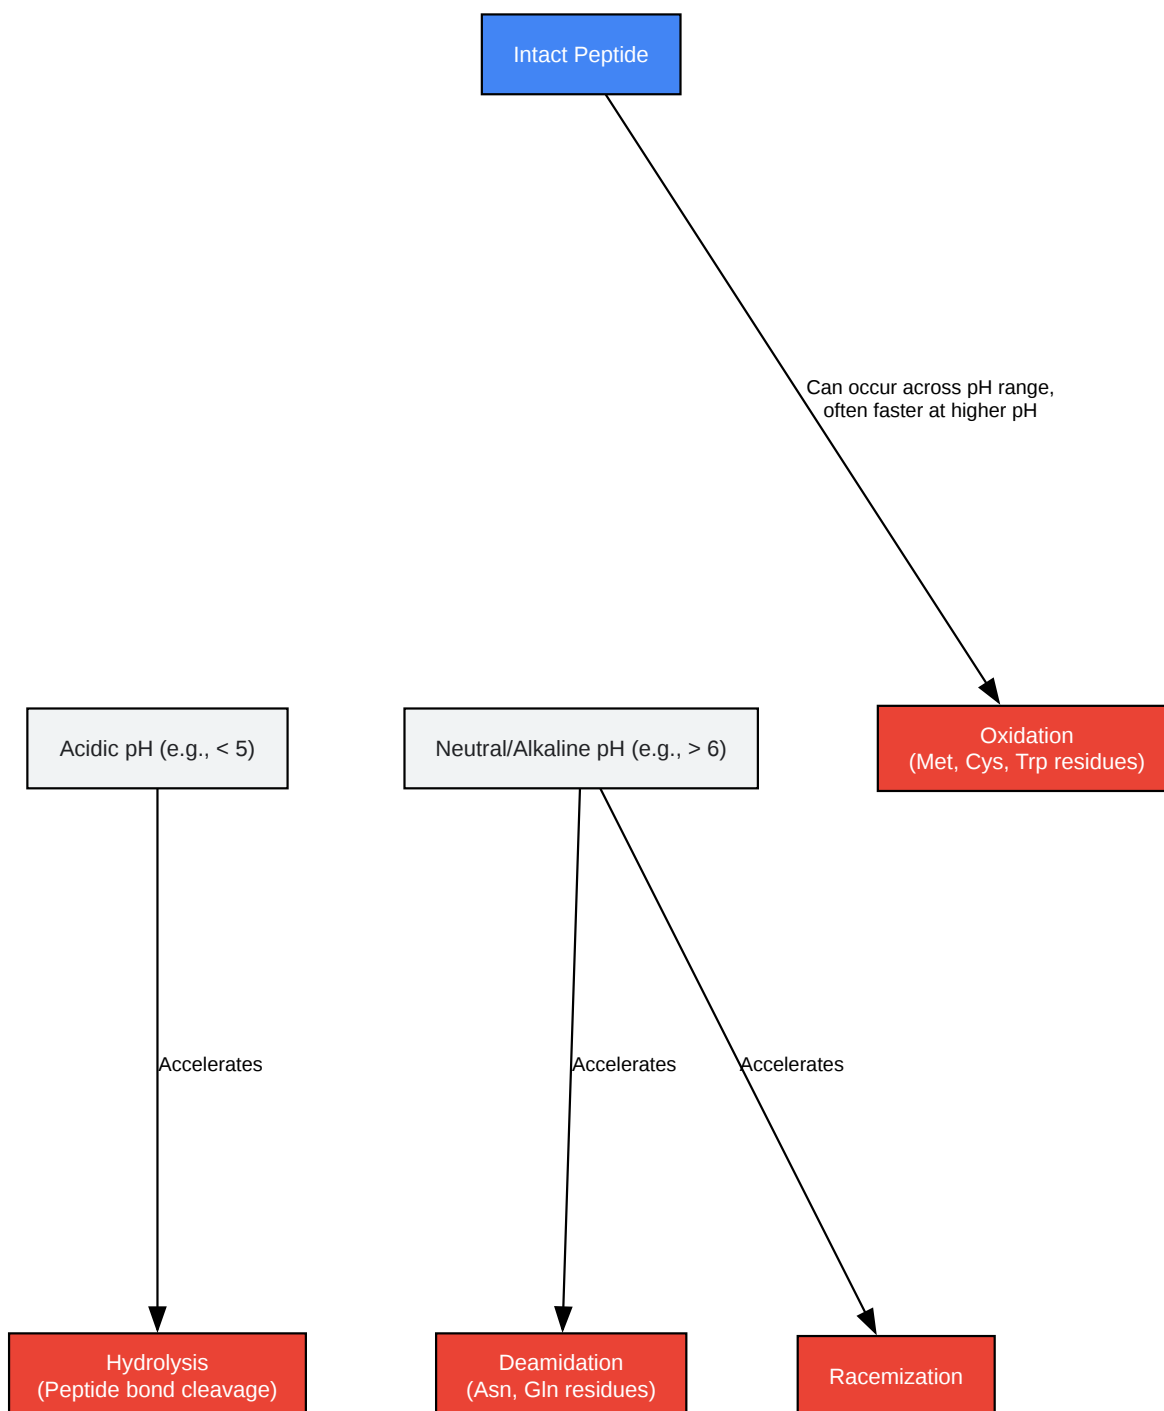 Intact Peptide
Can occur across pH range,
often faster at higher pH
Acidic pH (e.g., < 5)
Neutral/Alkaline pH (e.g., > 6)
Oxidation
(Met, Cys, Trp residues)
Accelerates
Accelerates
Accelerates
Hydrolysis
(Peptide bond cleavage)
Deamidation
(Asn, Gln residues)
Racemization